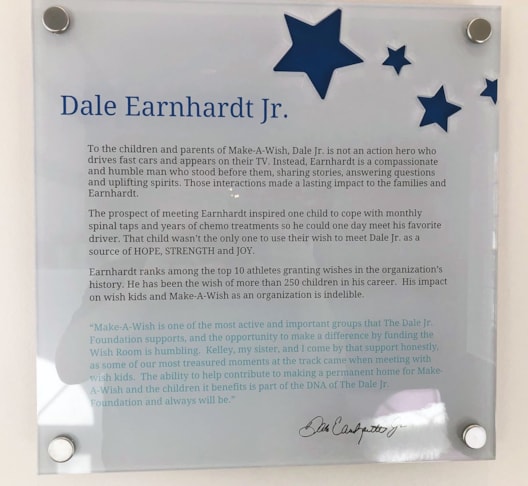 Dale Earnhardt Jr.
To the children and parents of Make-A-Wish, Dale Jr. is not an action hero who
drives fast cars and appears on their TV. Instead, Earnhardt is a compassionate
and humble man who stood before them, sharing stories, answering questions
and uplifting spirits. Those interactions made a lasting impact to the families and
Earnhardt.
The prospect of meeting Earnhardt inspired one child to cope with monthly
spinal taps and years of chemo treatments so he could one day meet his favorite
driver. That child wasn't the only one to use their wish to meet Dale Jr. as a
source of HOPE, STRENGTH and JOY.
Earnhardt ranks among the top 10 athletes granting wishes in the organization's
history. He has been the wish of more than 250 children in his career. His impact
on wish kids and Make-A-Wish as an organization is indelible.
“Make-A-Wish is one of the most active and important groups that The Dale Jr.
Foundation supports, and the opportunity to make a difference by funding the
Wish Room is humbling. Kelley, my sister, and I come by that support honestly,
as some of our most treasured moments at the track came when meeting with
wish kids. The ability to help contribute to making a permanent home for Make-
A-Wish and the children it benefits is part of the DNA of The Dale Jr.
Foundation and always will be.”
Dale Earnhardt Jr